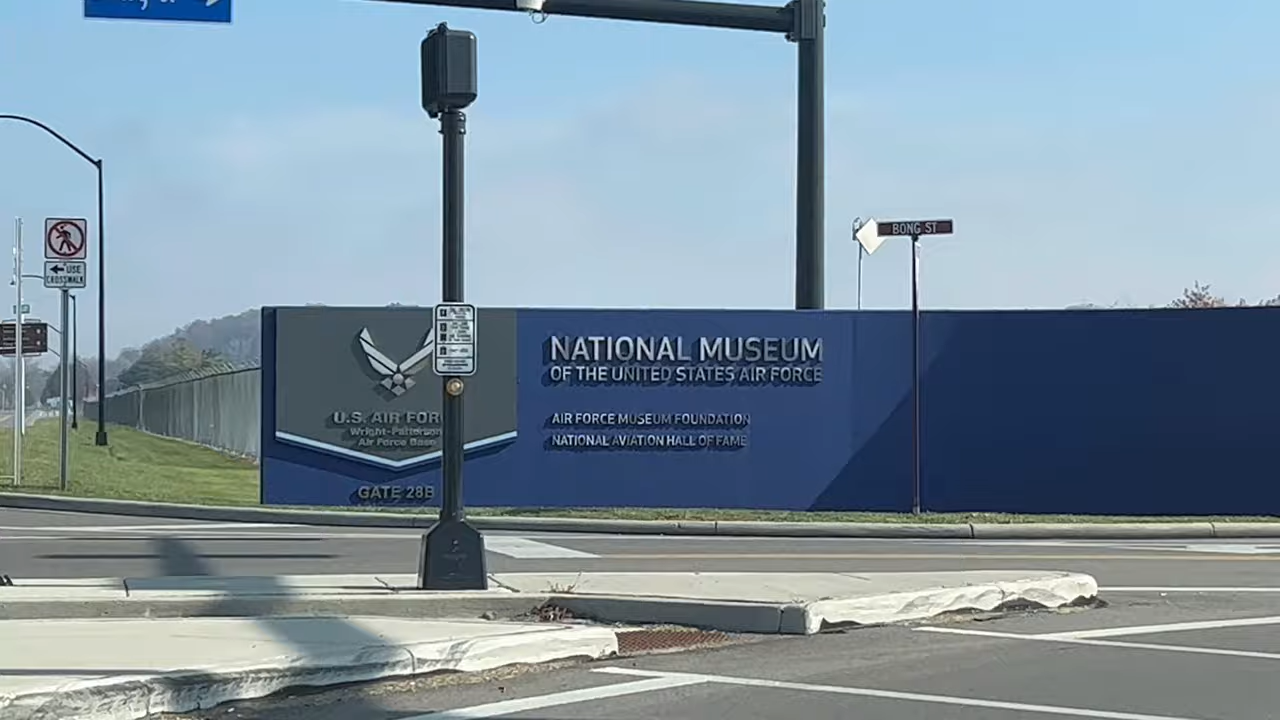 BONG ST
USE
CROSSWALK
NATIONAL MUSEUM
OF THE UNITED STATES AIR FORCE
AIR FORCE MUSEUM FOUNDATION
NATIONAL AVIATION HALL OF FAME
U.S. AIR FOR
Wright-Patterson
Air Force Base
GATE 28B